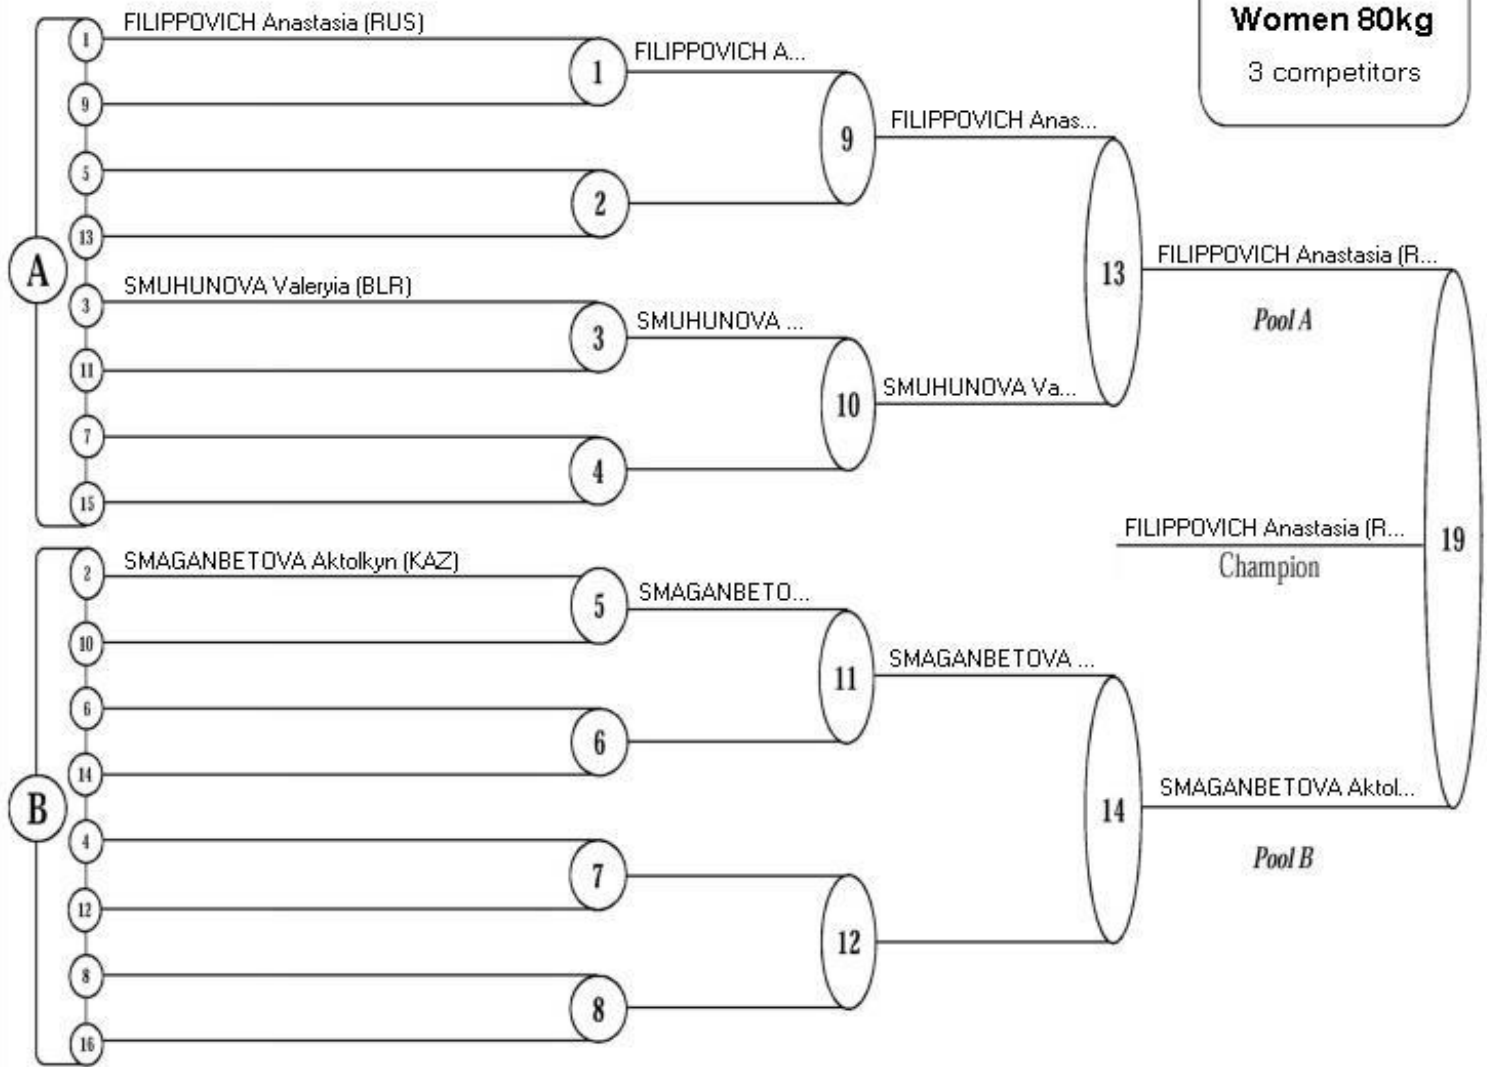 Women 80kg
3 competitors
1
FILIPPOVICH Anastasia (RUS)
1
FILIPPOVICH A...
9
9
FILIPPOVICH Anas...
5
2
13
A
3
SMUHUNOVA Valeryia (BLR)
3
SMUHUNOVA ...
11
10
SMUHUNOVA Va...
7
4
15
13
FILIPPOVICH Anastasia (R...
Pool A
FILIPPOVICH Anastasia (R...
Champion
19
2
SMAGANBETOVA Aktolkyn (KAZ)
5
SMAGANBETO...
10
11
SMAGANBETOVA ...
6
6
14
B
4
7
12
12
8
8
16
14
SMAGANBETOVA Aktol...
Pool B